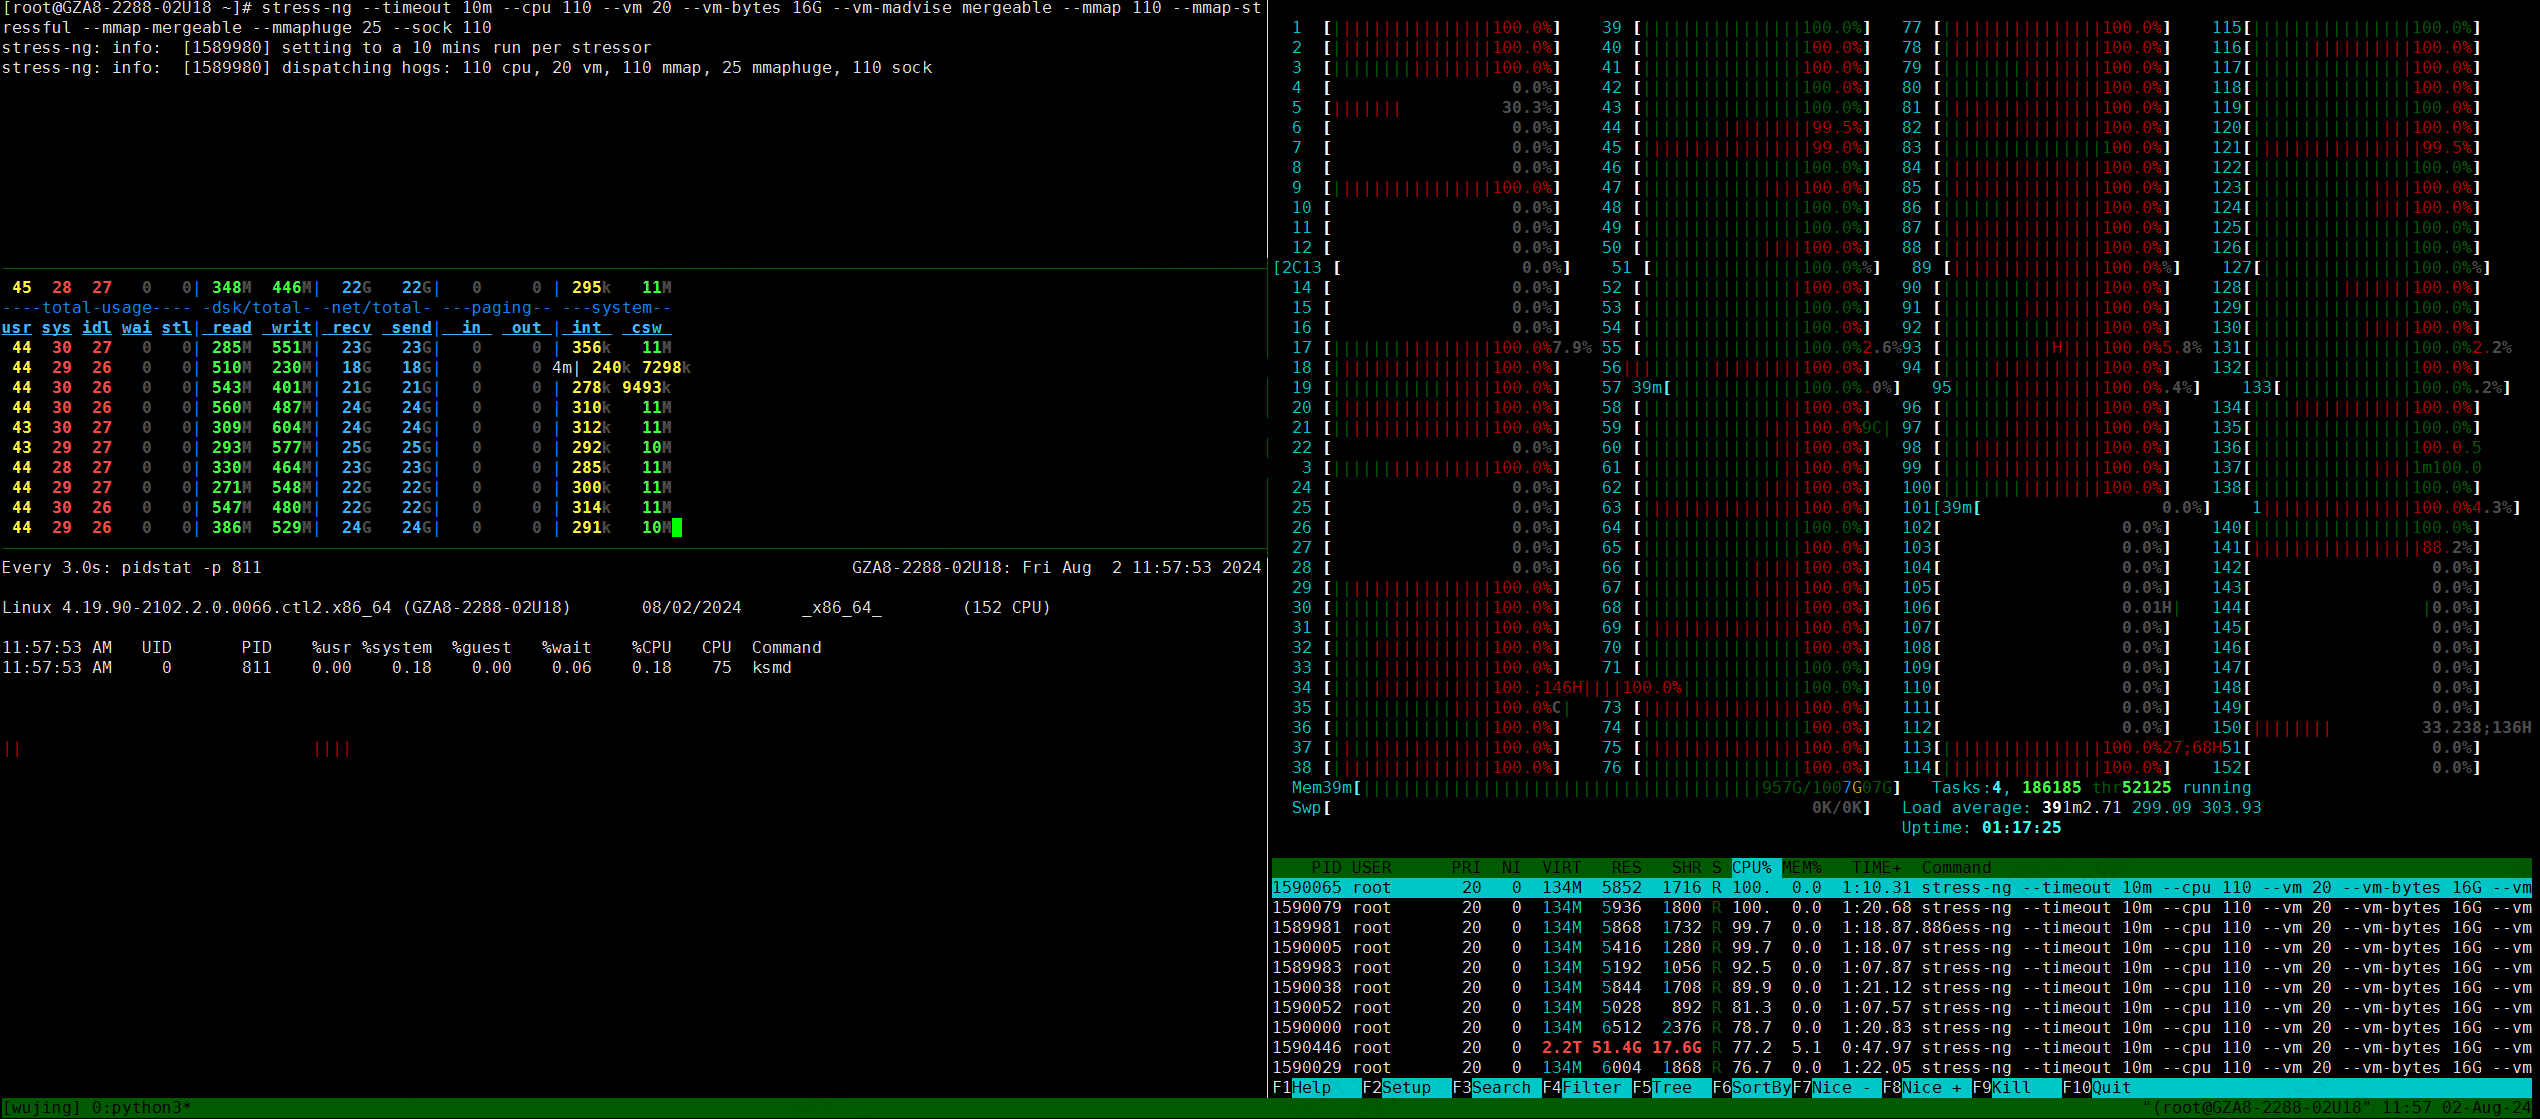 [root@GZA8-2288-02U18 ~]# stress-ng --timeout 10m --cpu 110 --vm 20 --vm-bytes 16G --vm-madvise mergeable --mmap 110 --mmap-st
ressful --mmap-mergeable --mmaphuge 25 --sock 110
stress-ng: info:  [1589980] setting to a 10 mins run per stressor
stress-ng: info:  [1589980] dispatching hogs: 110 cpu, 20 vm, 110 mmap, 25 mmaphuge, 110 sock
45  28  27   0   0| 348M  446M|  22G   22G|   0     0 | 295k   11M
----total-usage---- -dsk/total- -net/total- ---paging-- ---system--
usr sys idl wai stl| read  writ| recv  send|  in   out | int   csw
44  30  27   0   0| 285M  551M|  23G   23G|   0     0 | 356k   11M
44  29  26   0   0| 510M  230M|  18G   18G|   0     0 4m| 240k 7298k
44  30  26   0   0| 543M  401M|  21G   21G|   0     0 | 278k 9493k
44  30  26   0   0| 560M  487M|  24G   24G|   0     0 | 310k   11M
43  30  27   0   0| 309M  604M|  24G   24G|   0     0 | 312k   11M
43  29  27   0   0| 293M  577M|  25G   25G|   0     0 | 292k   10M
44  28  27   0   0| 330M  464M|  23G   23G|   0     0 | 285k   11M
44  29  27   0   0| 271M  548M|  22G   22G|   0     0 | 300k   11M
44  30  26   0   0| 547M  480M|  22G   22G|   0     0 | 314k   11M
44  29  26   0   0| 386M  529M|  24G   24G|   0     0 | 291k   10M
Every 3.0s: pidstat -p 811    GZA8-2288-02U18: Fri Aug  2 11:57:53 2024
Linux 4.19.90-2102.2.0.0066.ctl2.x86_64 (GZA8-2288-02U18)    08/02/2024    _x86_64_    (152 CPU)
11:57:53 AM   UID       PID    %usr %system  %guest   %wait    %CPU   CPU  Command
11:57:53 AM     0       811    0.00    0.18    0.00    0.06    0.18    75  ksmd
1 [100.0%] 39 [100.0%] 77 [100.0%] 115[100.0%]
2 [100.0%] 40 [100.0%] 78 [100.0%] 116[100.0%]
3 [100.0%] 41 [100.0%] 79 [100.0%] 117[100.0%]
4 [0.0%] 42 [100.0%] 80 [100.0%] 118[100.0%]
5 [30.3%] 43 [100.0%] 81 [100.0%] 119[100.0%]
6 [0.0%] 44 [99.5%] 82 [100.0%] 120[100.0%]
7 [0.0%] 45 [99.0%] 83 [100.0%] 121[99.5%]
8 [0.0%] 46 [100.0%] 84 [100.0%] 122[100.0%]
9 [100.0%] 47 [100.0%] 85 [100.0%] 123[100.0%]
10 [0.0%] 48 [100.0%] 86 [100.0%] 124[100.0%]
11 [0.0%] 49 [100.0%] 87 [100.0%] 125[100.0%]
12 [0.0%] 50 [100.0%] 88 [100.0%] 126[100.0%]
[2C13 [0.0%] 51 [100.0%%] 89 [100.0%%] 127[100.0%%]
14 [0.0%] 52 [100.0%] 90 [100.0%] 128[100.0%]
15 [0.0%] 53 [100.0%] 91 [100.0%] 129[100.0%]
16 [0.0%] 54 [100.0%] 92 [100.0%] 130[100.0%]
17 [100.0%7.9% 55 [100.0%2.6%93 [H100.0%5.8% 131[100.0%2.2%
18 [100.0%] 56 100.0%] 94 [100.0%] 132[100.0%]
19 [100.0%] 57 39m[100.0%.0%] 95 100.0%.4%] 133[100.0%.2%]
20 [100.0%] 58 [100.0%] 96 [100.0%] 134[100.0%]
21 [100.0%] 59 [100.0%9C| 97 [100.0%] 135[100.0%]
22 [0.0%] 60 [100.0%] 98 [100.0%] 136[100.0.5
3 [100.0%] 61 [100.0%] 99 [100.0%] 137[1m100.0
24 [0.0%] 62 [100.0%] 100[100.0%] 138[100.0%]
25 [0.0%] 63 [100.0%] 101[39m[0.0%] 1100.0%4.3%]
26 [0.0%] 64 [100.0%] 102[0.0%] 140[100.0%]
27 [0.0%] 65 [100.0%] 103[0.0%] 141[88.2%]
28 [0.0%] 66 [100.0%] 104[0.0%] 142[0.0%]
29 [100.0%] 67 [100.0%] 105[0.0%] 143[0.0%]
30 [100.0%] 68 [100.0%] 106[0.01H| 144[|0.0%]
31 [100.0%] 69 [100.0%] 107[0.0%] 145[0.0%]
32 [100.0%] 70 [100.0%] 108[0.0%] 146[0.0%]
33 [100.0%] 71 [100.0%] 109[0.0%] 147[0.0%]
34 [100.;146H||||100.0%100.0%] 110[0.0%] 148[0.0%]
35 [100.0%C| 73 [100.0%] 111[0.0%] 149[0.0%]
36 [100.0%] 74 [100.0%] 112[0.0%] 150[33.238;136H
37 [100.0%] 75 [100.0%] 113[100.0%27;68H51[0.0%]
38 [100.0%] 76 [100.0%] 114[100.0%] 152[0.0%]
Mem39m[957G/1007G07G] Tasks:4, 186185 thr52125 running
Swp[0K/0K] Load average: 391m2.71 299.09 303.93
Uptime: 01:17:25
PID USER      PRI  NI  VIRT   RES   SHR S CPU% MEM%   TIME+  Command
1590065 root       20   0  134M  5852  1716 R 100.  0.0  1:10.31 stress-ng --timeout 10m --cpu 110 --vm 20 --vm-bytes 16G --vm
1590079 root       20   0  134M  5936  1800 R 100.  0.0  1:20.68 stress-ng --timeout 10m --cpu 110 --vm 20 --vm-bytes 16G --vm
1589981 root       20   0  134M  5868  1732 R 99.7  0.0  1:18.87.886ess-ng --timeout 10m --cpu 110 --vm 20 --vm-bytes 16G --vm
1590005 root       20   0  134M  5416  1280 R 99.7  0.0  1:18.07 stress-ng --timeout 10m --cpu 110 --vm 20 --vm-bytes 16G --vm
1589983 root       20   0  134M  5192  1056 R 92.5  0.0  1:07.87 stress-ng --timeout 10m --cpu 110 --vm 20 --vm-bytes 16G --vm
1590038 root       20   0  134M  5844  1708 R 89.9  0.0  1:21.12 stress-ng --timeout 10m --cpu 110 --vm 20 --vm-bytes 16G --vm
1590052 root       20   0  134M  5028   892 R 81.3  0.0  1:07.57 stress-ng --timeout 10m --cpu 110 --vm 20 --vm-bytes 16G --vm
1590000 root       20   0  134M  6512  2376 R 78.7  0.0  1:20.83 stress-ng --timeout 10m --cpu 110 --vm 20 --vm-bytes 16G --vm
1590446 root       20   0  2.2T 51.4G 17.6G R 77.2  5.1  0:47.97 stress-ng --timeout 10m --cpu 110 --vm 20 --vm-bytes 16G --vm
1590029 root       20   0  134M  6004  1868 R 76.7  0.0  1:22.05 stress-ng --timeout 10m --cpu 110 --vm 20 --vm-bytes 16G --vm
F1Help   F2Setup  F3Search F4Filter F5Tree  F6SortByF7Nice - F8Nice + F9Kill   F10Quit
[wujing] 0:python3*    "(root@GZA8-2288-02U18" 11:57 02-Aug-24